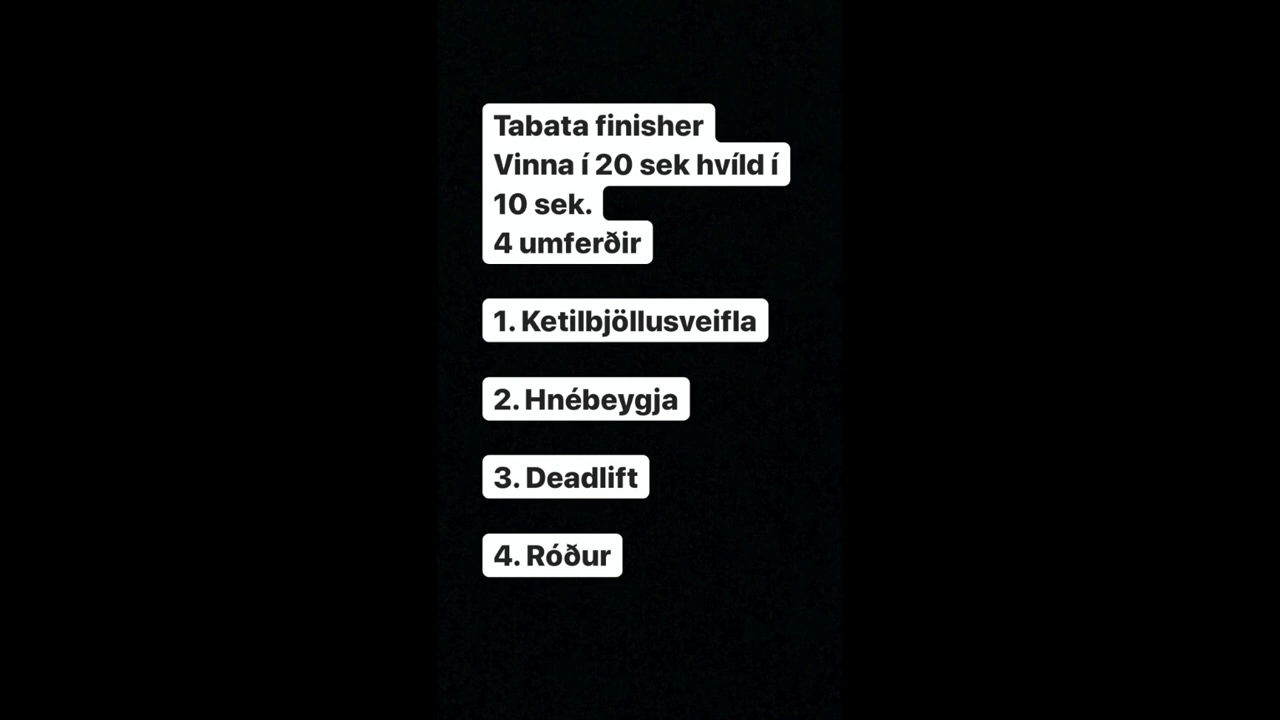 Tabata finisher
Vinna í 20 sek hvíld í
10 sek.
4 umferðir
1. Ketilbjöllusveifla
2. Hnébeygja
3. Deadlift
4. Róður